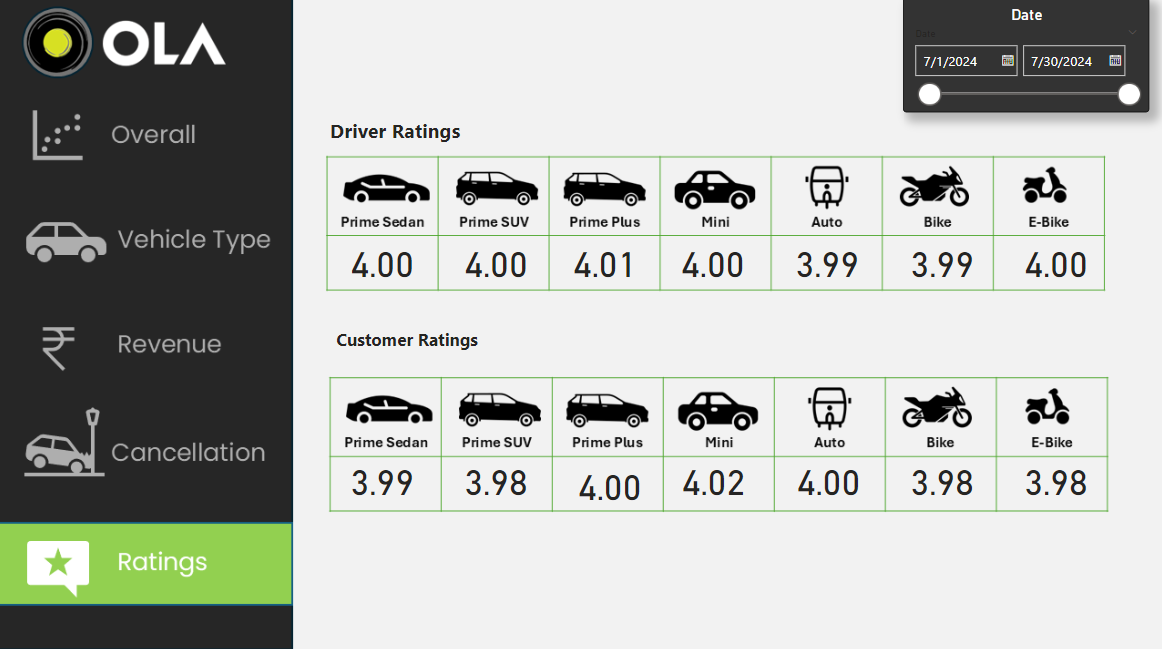 OLA
Date
Date
7/1/2024 7/30/2024
Overall
Vehicle Type
Revenue
Cancellation
Ratings
Driver Ratings
Prime Sedan Prime SUV Prime Plus Mini Auto Bike E-Bike
4.00 4.00 4.01 4.00 3.99 3.99 4.00
Customer Ratings
Prime Sedan Prime SUV Prime Plus Mini Auto Bike E-Bike
3.99 3.98 4.00 4.02 4.00 3.98 3.98